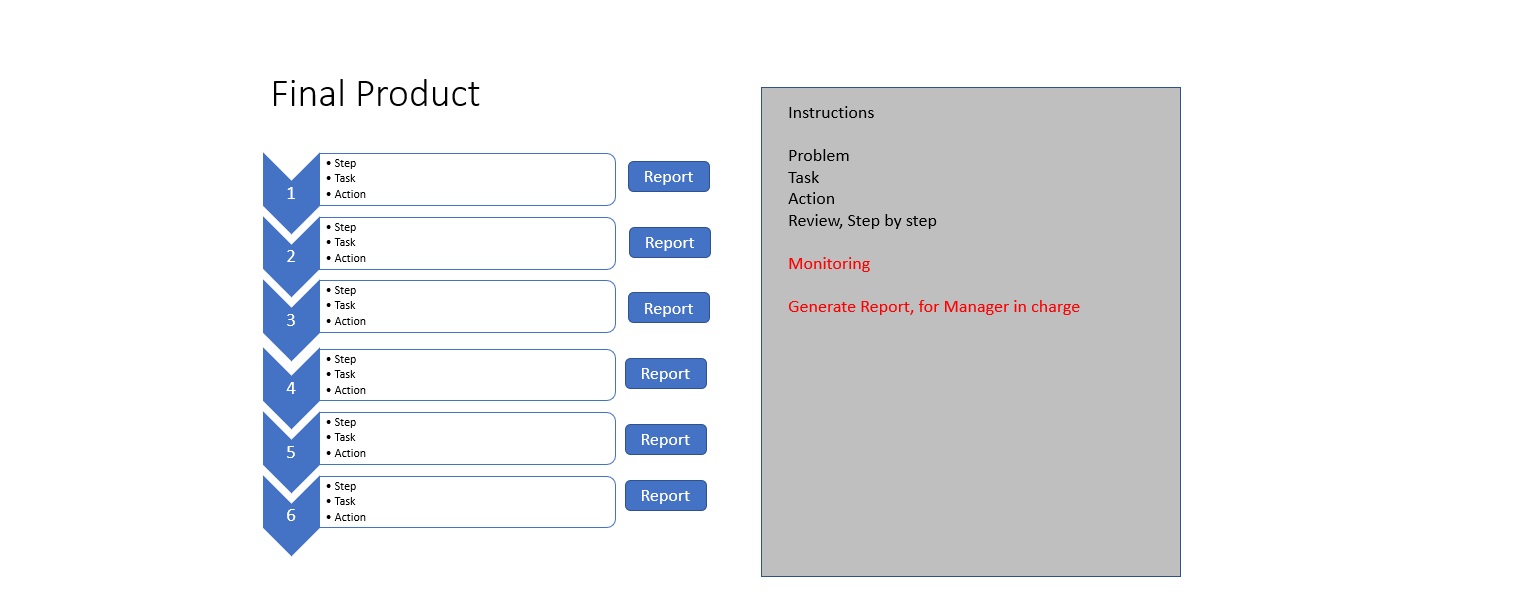 Final Product
1
• Step
• Task
• Action
Report
2
• Step
• Task
• Action
Report
3
• Step
• Task
• Action
Report
4
• Step
• Task
• Action
Report
5
• Step
• Task
• Action
Report
6
• Step
• Task
• Action
Report
Instructions
Problem
Task
Action
Review, Step by step
Monitoring
Generate Report, for Manager in charge